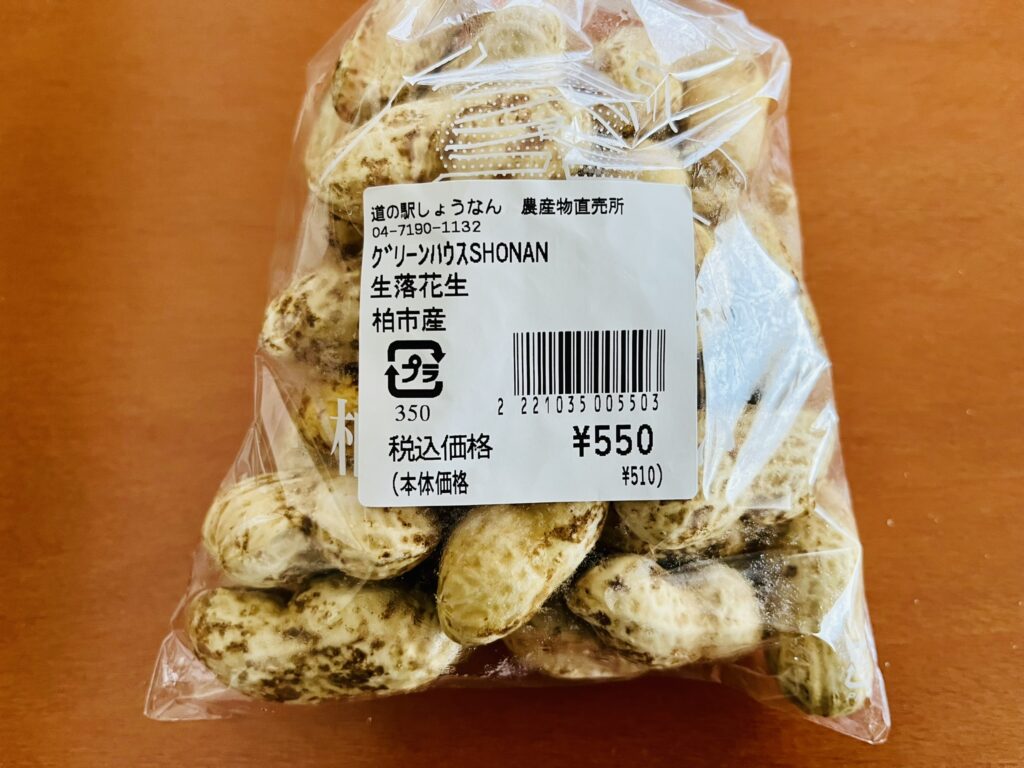 道の駅しょうなん 農産物直売所
04-7190-1132
グリーンハウスSHONAN
生落花生
柏市産
プラ
350
2 221035 005503
税込価格 ¥550
(本体価格 ¥510)